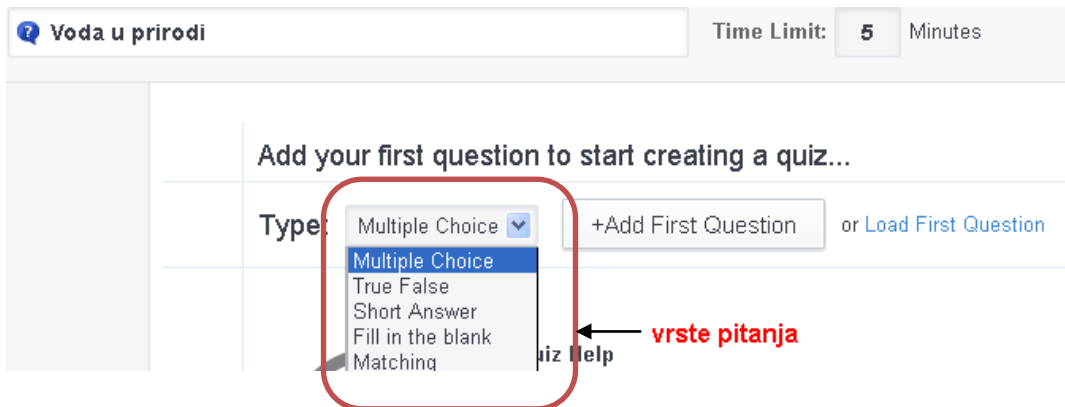 Voda u prirodi
Time Limit: 5 Minutes
Add your first question to start creating a quiz...
Type: Multiple Choice +Add First Question or Load First Question
Multiple Choice
True False
Short Answer
Fill in the blank
Matching
vrste pitanja
Help